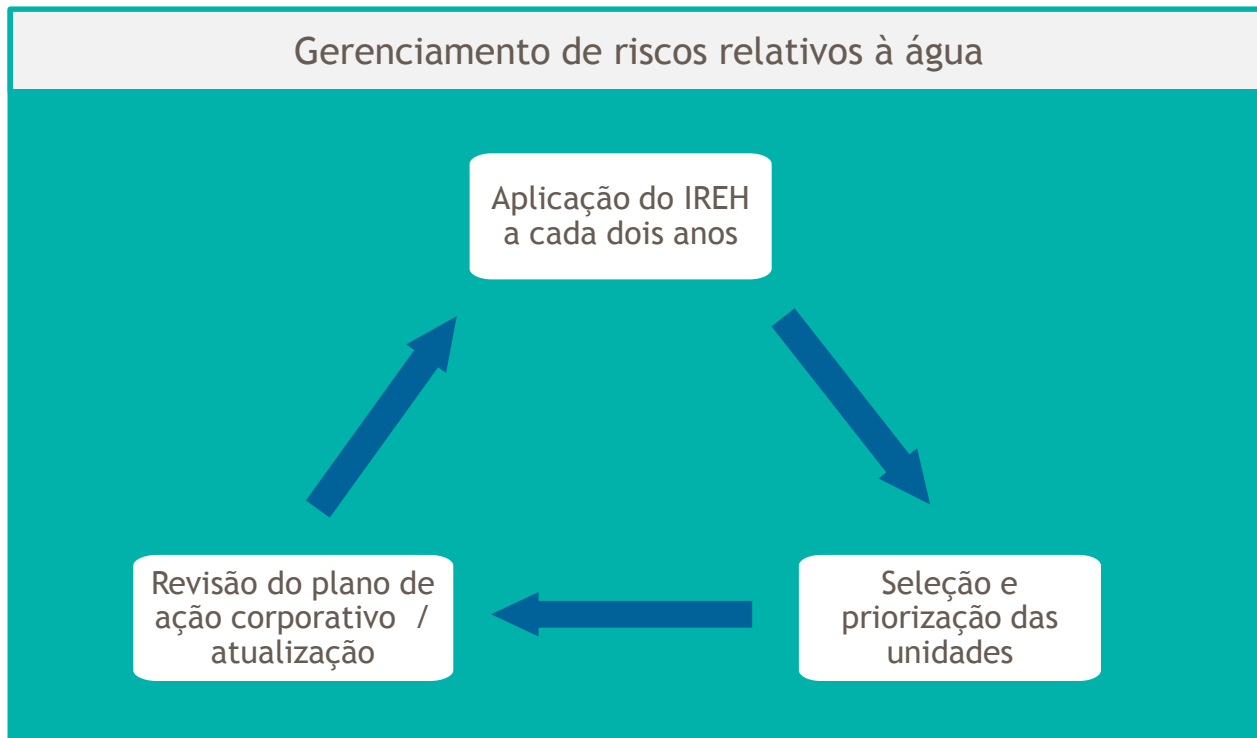 Gerenciamento de riscos relativos à água
Aplicação do IREH
a cada dois anos
Revisão do plano de
ação corporativo /
atualização
Seleção e
priorização das
unidades